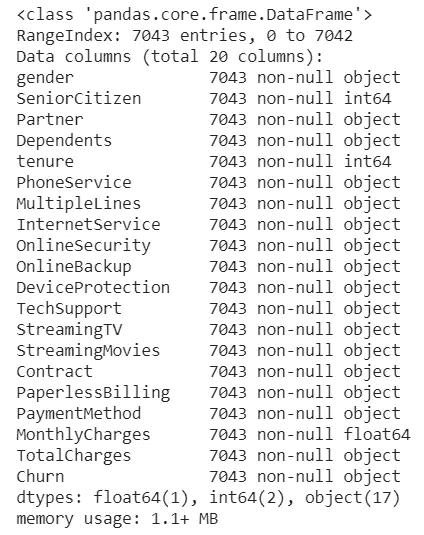 <class 'pandas.core.frame.DataFrame'>
RangeIndex: 7043 entries, 0 to 7042
Data columns (total 20 columns):
gender              7043 non-null object
SeniorCitizen       7043 non-null int64
Partner             7043 non-null object
Dependents          7043 non-null object
tenure              7043 non-null int64
PhoneService        7043 non-null object
MultipleLines       7043 non-null object
InternetService     7043 non-null object
OnlineSecurity      7043 non-null object
OnlineBackup        7043 non-null object
DeviceProtection    7043 non-null object
TechSupport         7043 non-null object
StreamingTV         7043 non-null object
StreamingMovies     7043 non-null object
Contract            7043 non-null object
PaperlessBilling    7043 non-null object
PaymentMethod       7043 non-null object
MonthlyCharges      7043 non-null float64
TotalCharges        7043 non-null object
Churn               7043 non-null object
dtypes: float64(1), int64(2), object(17)
memory usage: 1.1+ MB